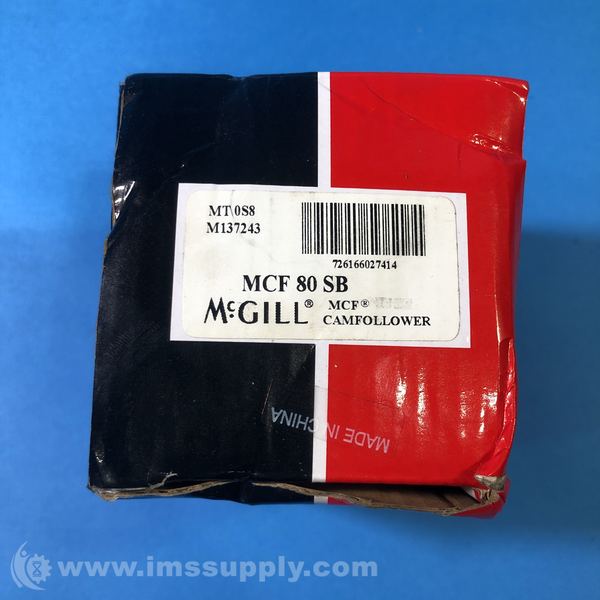 MT\0S8
M137243
726166027414
MCF 80 SB
McGILL® MCF®
CAMFOLLOWER
MADE IN CHINA
www.imssupply.com